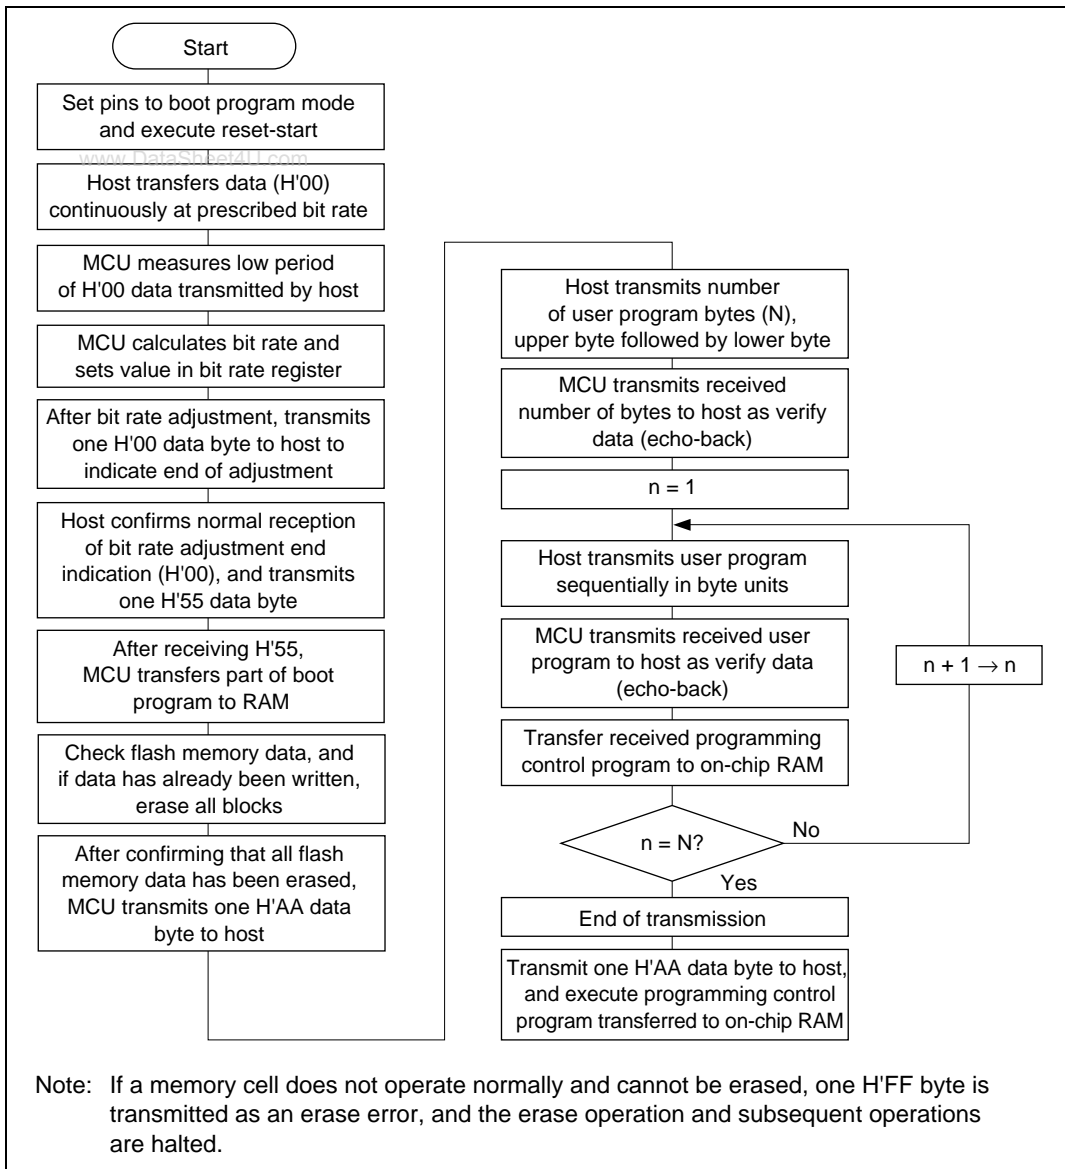 Start
Set pins to boot program mode
and execute reset-start
www.DataSheet4U.com
Host transfers data (H'00)
continuously at prescribed bit rate
MCU measures low period
of H'00 data transmitted by host
MCU calculates bit rate and
sets value in bit rate register
After bit rate adjustment, transmits
one H'00 data byte to host to
indicate end of adjustment
Host confirms normal reception
of bit rate adjustment end
indication (H'00), and transmits
one H'55 data byte
After receiving H'55,
MCU transfers part of boot
program to RAM
Check flash memory data, and
if data has already been written,
erase all blocks
After confirming that all flash
memory data has been erased,
MCU transmits one H'AA data
byte to host
Host transmits number
of user program bytes (N),
upper byte followed by lower byte
MCU transmits received
number of bytes to host as verify
data (echo-back)
n = 1
Host transmits user program
sequentially in byte units
MCU transmits received user
program to host as verify data
(echo-back)
n + 1 → n
Transfer received programming
control program to on-chip RAM
n = N?
No
Yes
End of transmission
Transmit one H'AA data byte to host,
and execute programming control
program transferred to on-chip RAM
Note: If a memory cell does not operate normally and cannot be erased, one H'FF byte is
transmitted as an erase error, and the erase operation and subsequent operations
are halted.